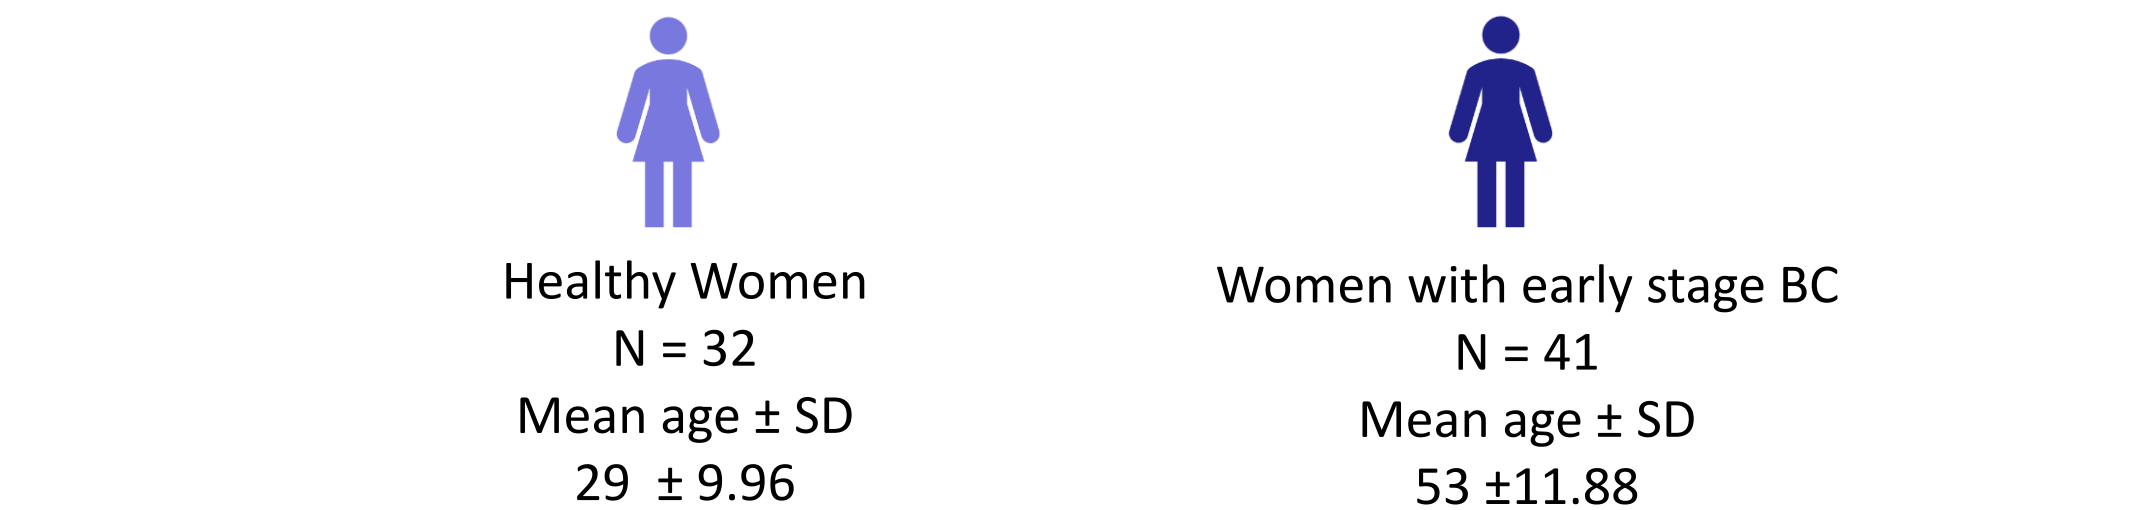 Healthy Women
N = 32
Mean age ± SD
29 ± 9.96
Women with early stage BC
N = 41
Mean age ± SD
53 ±11.88